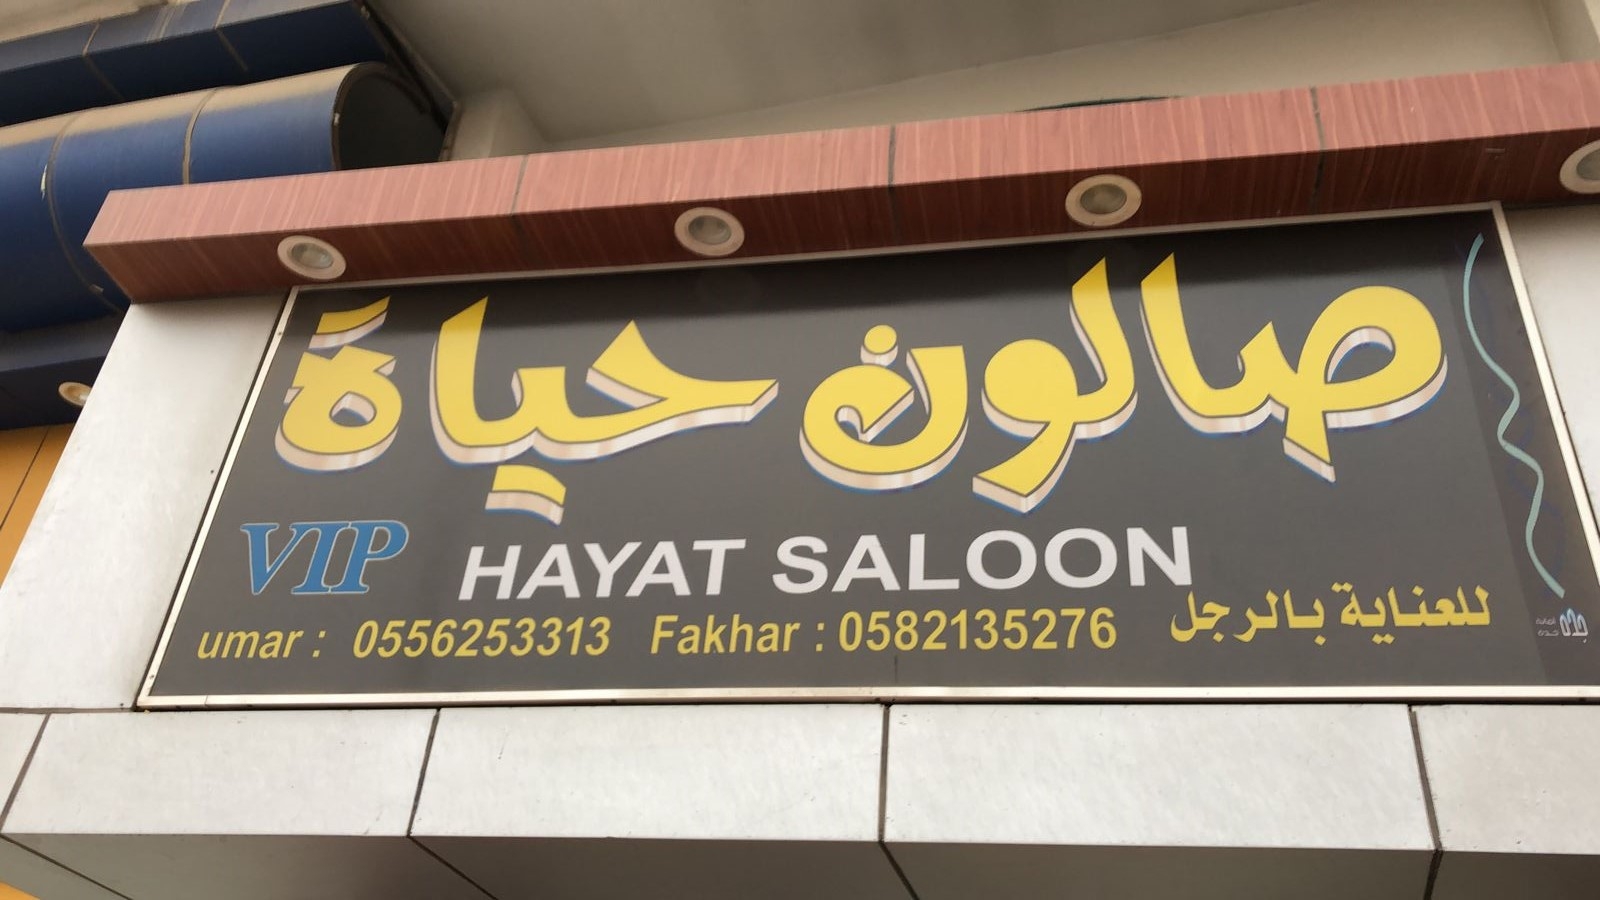 صالون حياة
VIP HAYAT SALOON
للعناية بالرجل
umar : 0556253313 Fakhar : 0582135276